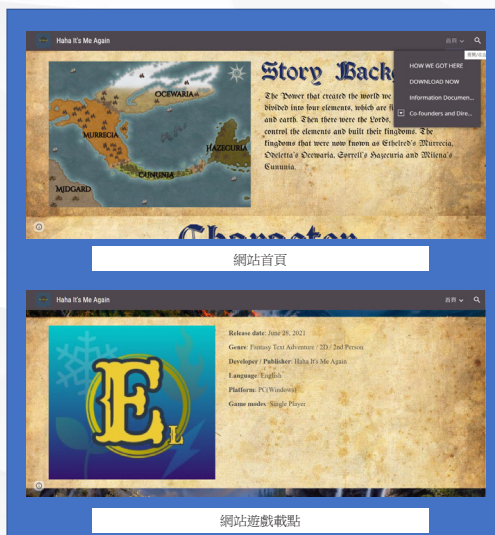 Haha It's Me Again
首頁
HOW WE GOT HERE
DOWNLOAD NOW
Information Documen...
Co-founders and Dire...
Story Back
The Power that created the world we
divided into four elements, which are fi
and earth. Then there were the Lords.
control the elements and built their kingdoms. The
kingdoms that were now known as Ethelred's Murrecia,
Odeletta's Ocewaria, Sorrell's Hazecuria and Milena's
Cununia.
OCEWARIA
MURRECIA
HAZECURIA
CUNUNIA
MIDGARD
Character
網站首頁
Haha It's Me Again
首頁
E
L
Release date: June 28, 2021
Genre: Fantasy Text Adventure / 2D / 2nd Person
Developer / Publisher: Haha It's Me Again
Language: English
Platform: PC(Windows)
Game modes: Single Player
網站遊戲載點